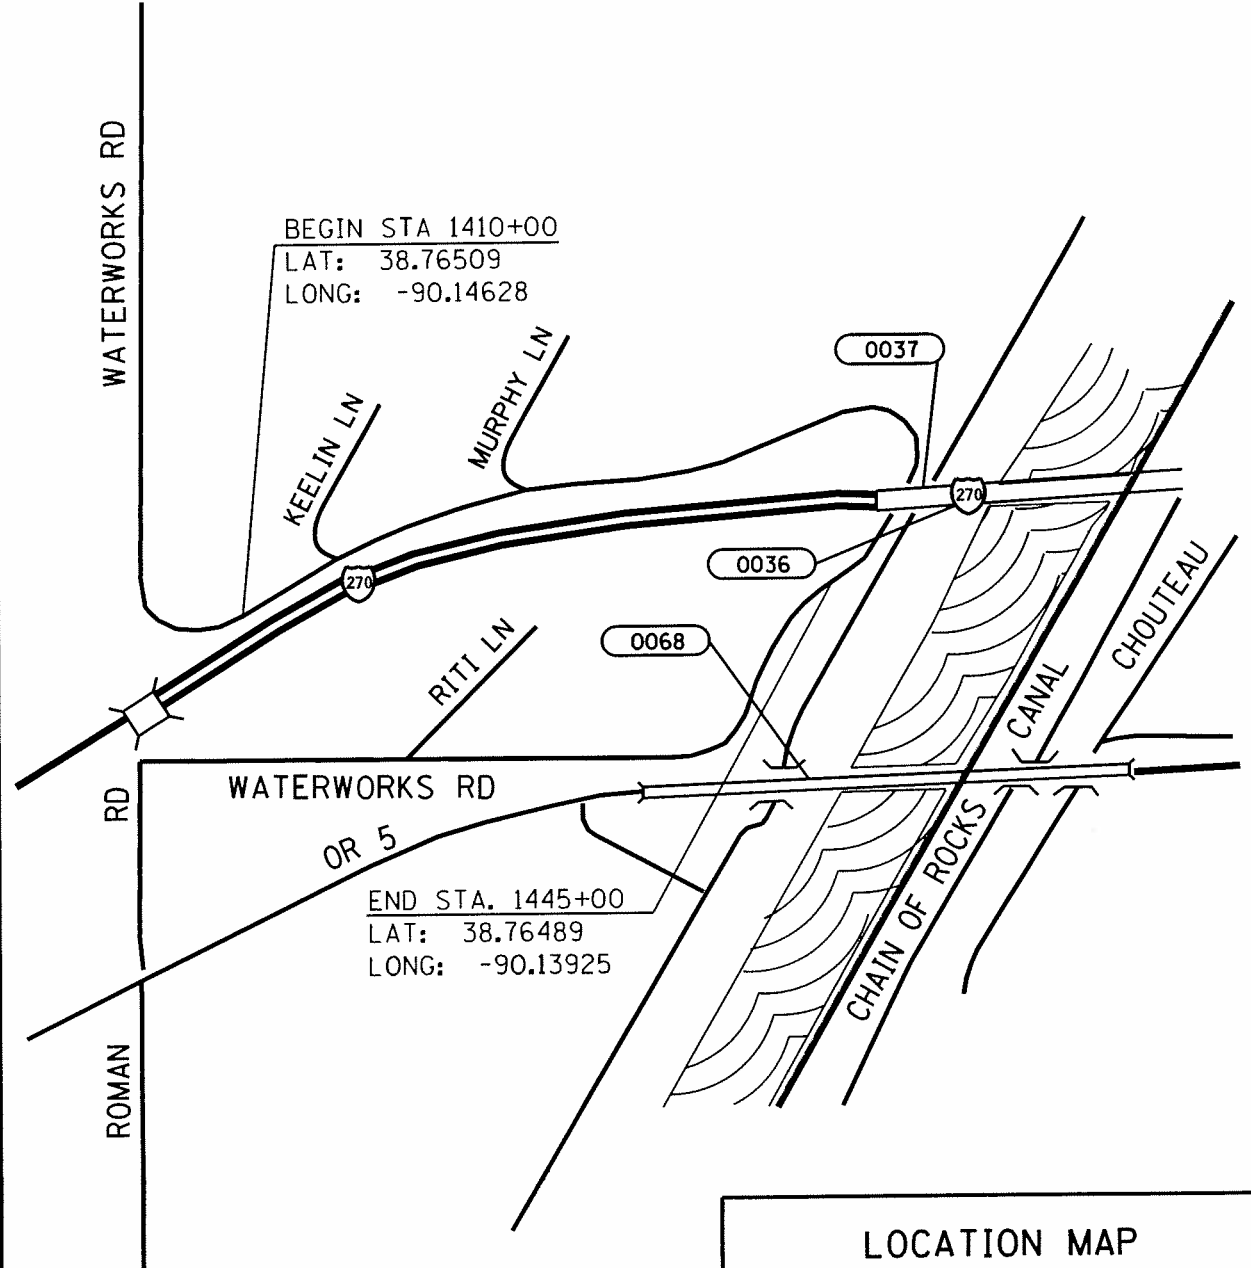 WATERWORKS RD
BEGIN STA 1410+00
LAT: 38.76509
LONG: -90.14628
0037
MURPHY LN
KEELIN LN
270
270
0036
0068
RITI LN
CHOUTEAU
CANAL
WATERWORKS RD
RD
OR 5
CHAIN OF ROCKS
END STA. 1445+00
LAT: 38.76489
LONG: -90.13925
ROMAN
LOCATION MAP